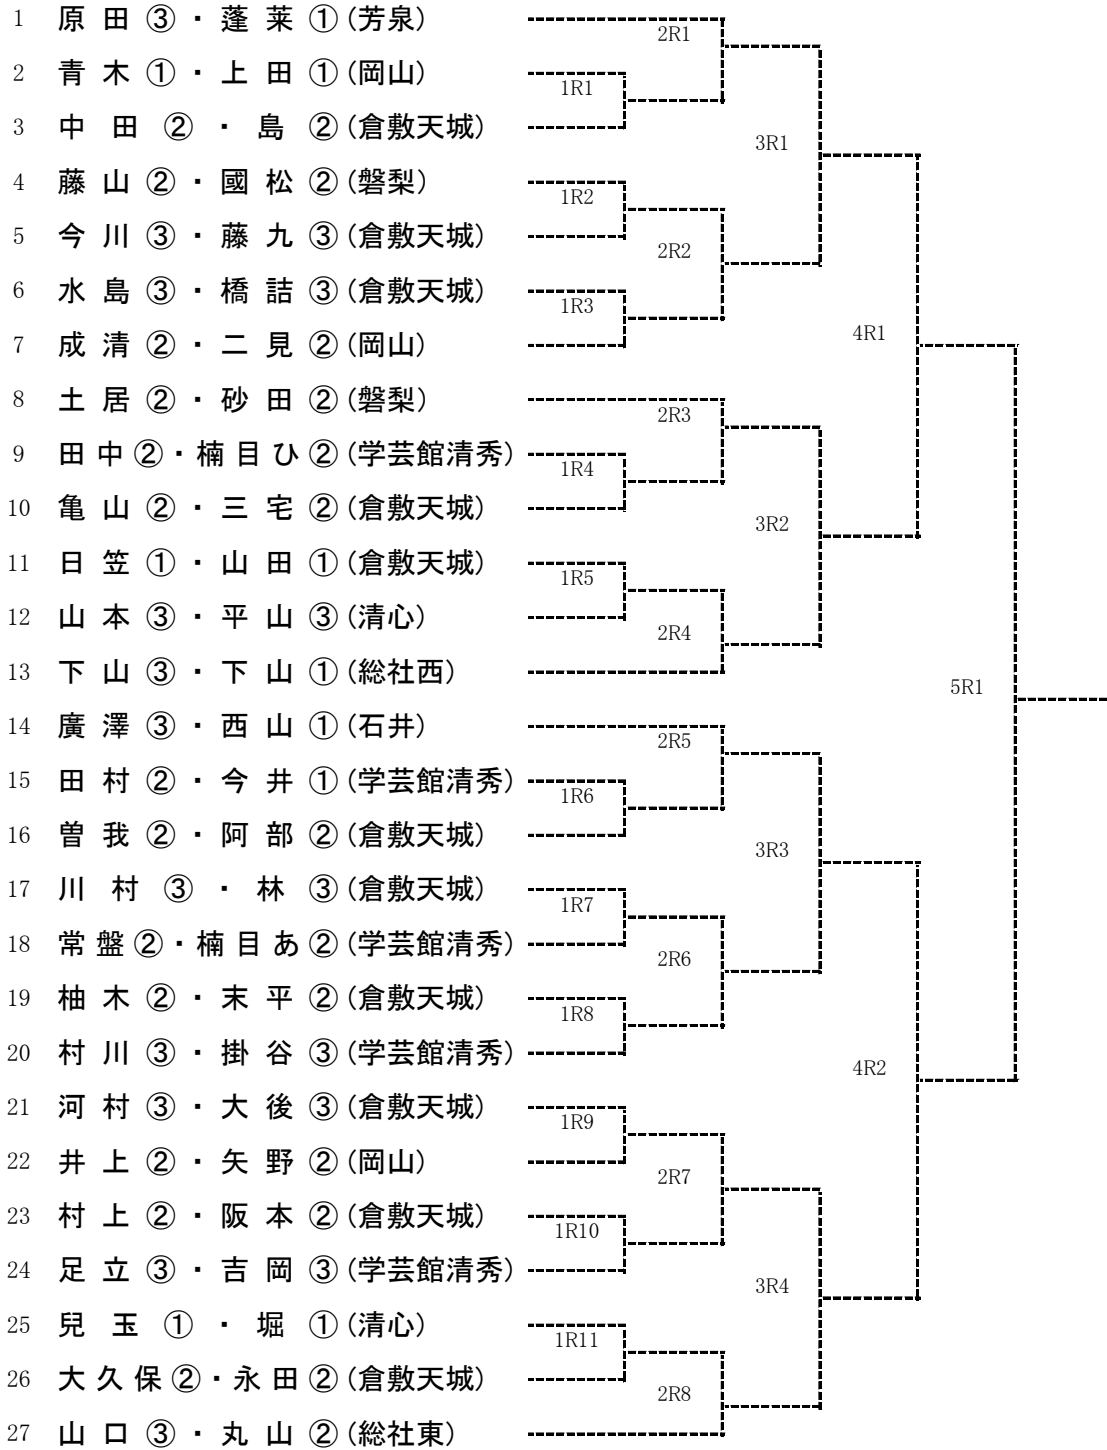 1 原田③・蓬莱①(芳泉)
2R1
2 青木①・上田①(岡山)
1R1
3 中田②・島②(倉敷天城)
3R1
4 藤山②・國松②(磐梨)
1R2
5 今川③・藤九③(倉敷天城)
2R2
6 水島③・橋詰③(倉敷天城)
1R3
4R1
7 成清②・二見②(岡山)
8 土居②・砂田②(磐梨)
2R3
9 田中②・楠目ひ②(学芸館清秀)
1R4
10 亀山②・三宅②(倉敷天城)
3R2
11 日笠①・山田①(倉敷天城)
1R5
12 山本③・平山③(清心)
2R4
13 下山③・下山①(総社西)
5R1
14 廣澤③・西山①(石井)
2R5
15 田村②・今井①(学芸館清秀)
1R6
16 曽我②・阿部②(倉敷天城)
3R3
17 川村③・林③(倉敷天城)
1R7
18 常盤②・楠目あ②(学芸館清秀)
2R6
19 柚木②・末平②(倉敷天城)
1R8
20 村川③・掛谷③(学芸館清秀)
4R2
21 河村③・大後③(倉敷天城)
1R9
22 井上②・矢野②(岡山)
2R7
23 村上②・阪本②(倉敷天城)
1R10
24 足立③・吉岡③(学芸館清秀)
3R4
25 兒玉①・堀①(清心)
1R11
26 大久保②・永田②(倉敷天城)
2R8
27 山口③・丸山②(総社東)